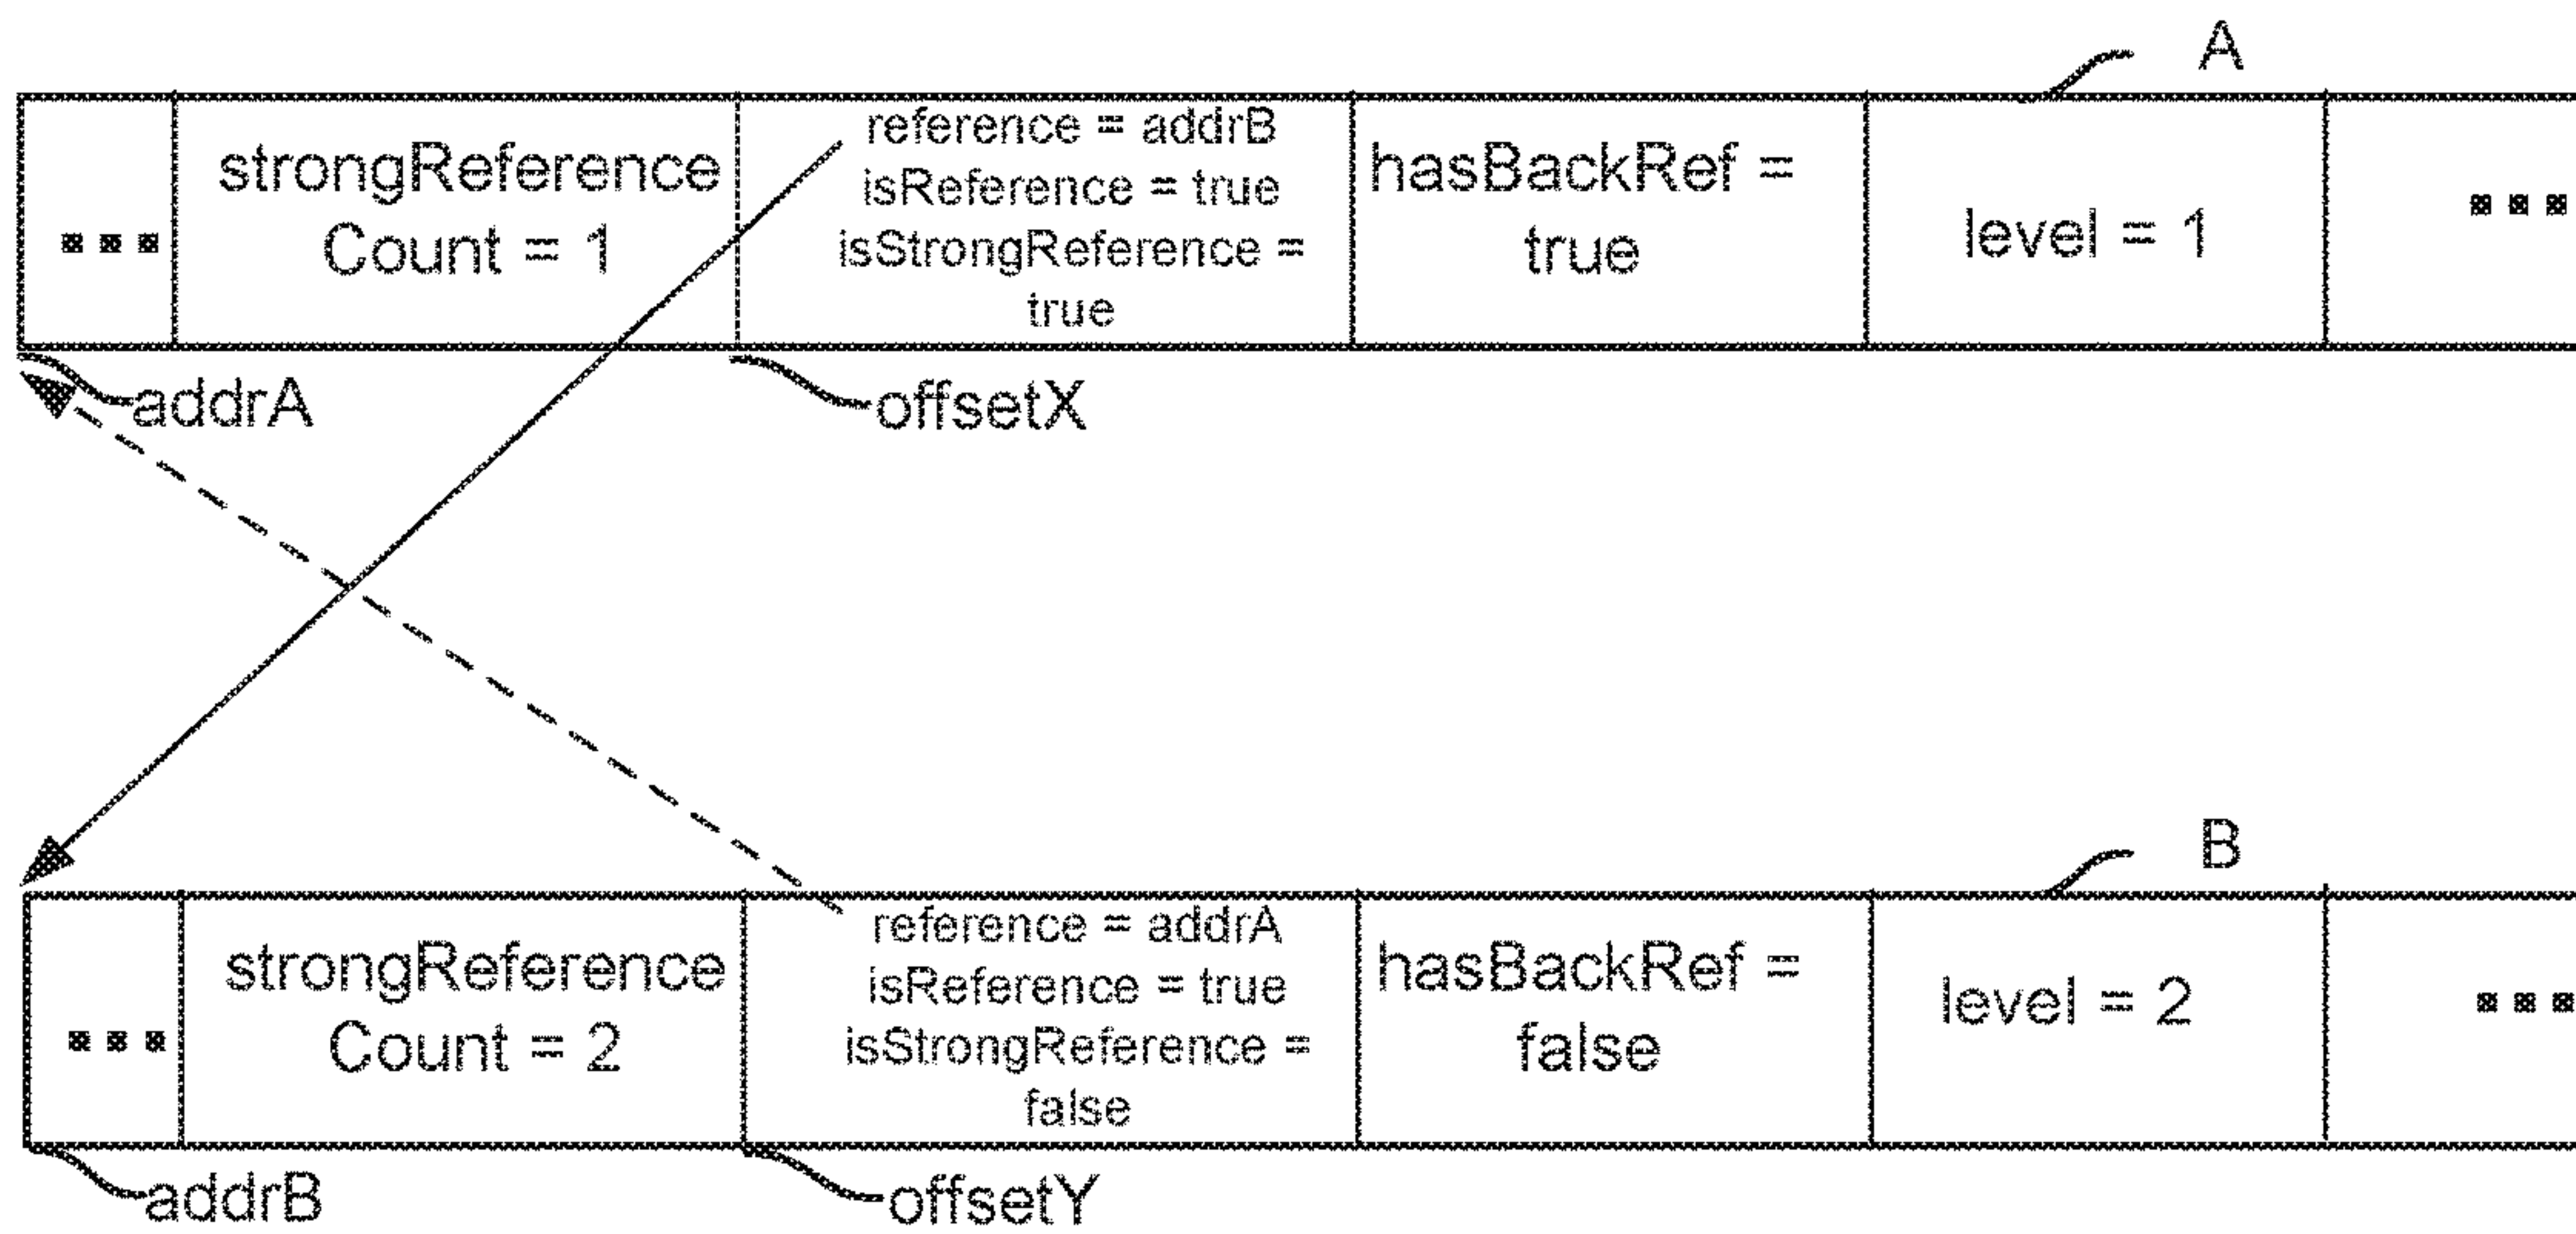 A
strongReference
Count = 1
reference = addrB
isReference = true
isStrongReference =
true
hasBackRef =
true
level = 1
addrA
offsetX
B
strongReference
Count = 2
reference = addrA
isReference = true
isStrongReference =
false
hasBackRef =
false
level = 2
addrB
offsetY